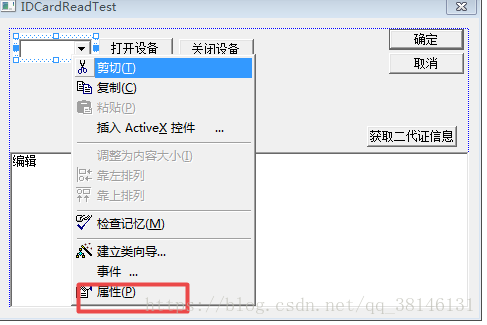 IDCardReadTest
打开设备
关闭设备
确定
取消
获取二代证信息
编辑
剪切(T)
复制(C)
粘贴(P)
插入 ActiveX 控件 ...
调整为内容大小(I)
靠左排列
靠上排列
检查记忆(M)
建立类向导...
事件 ...
属性(P)
https://blog.csdn.net/qq_38146131